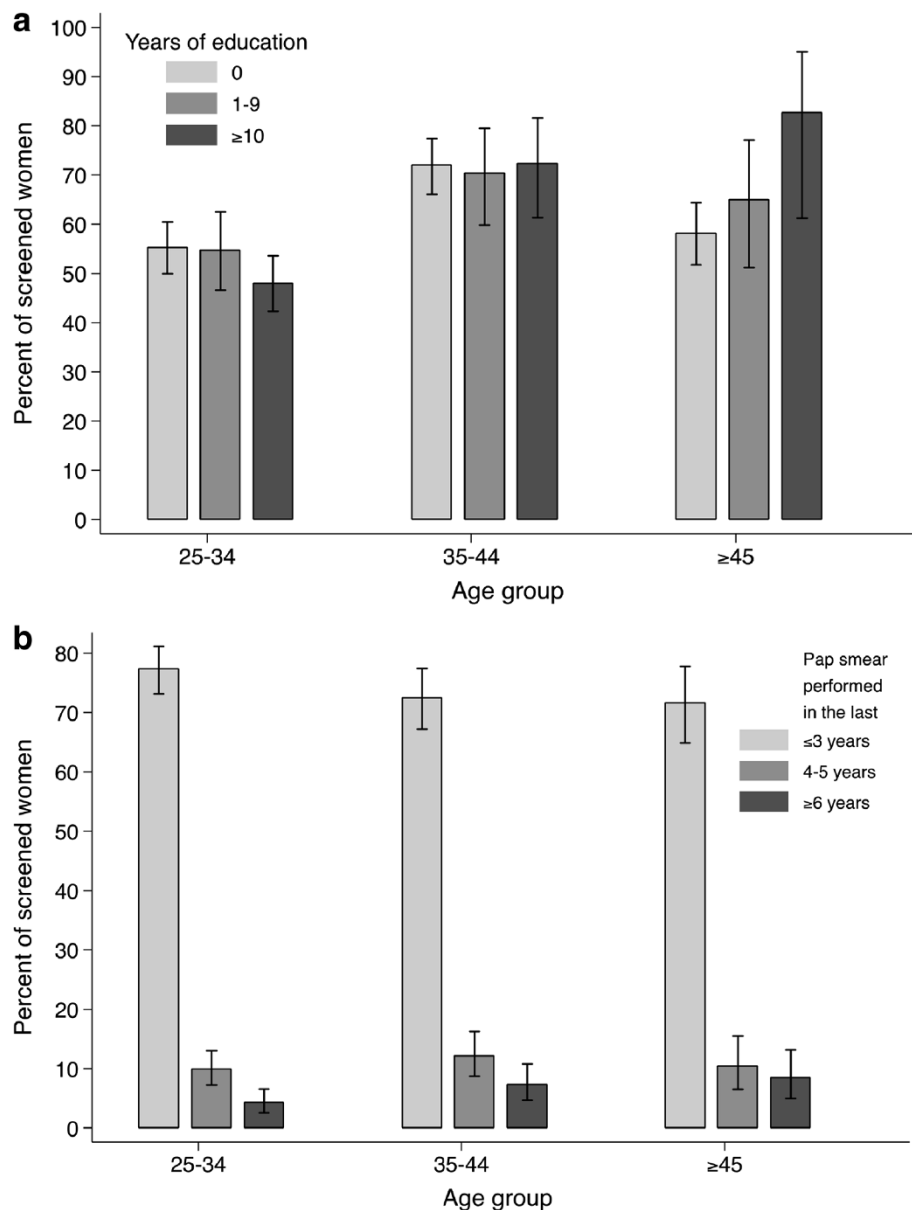 a
Years of education
0
1-9
≥10
Percent of screened women
100
90
80
70
60
50
40
30
20
10
0
25-34
35-44
≥45
Age group
b
Pap smear
performed
in the last
≤3 years
4-5 years
≥6 years
Percent of screened women
80
70
60
50
40
30
20
10
0
25-34
35-44
≥45
Age group